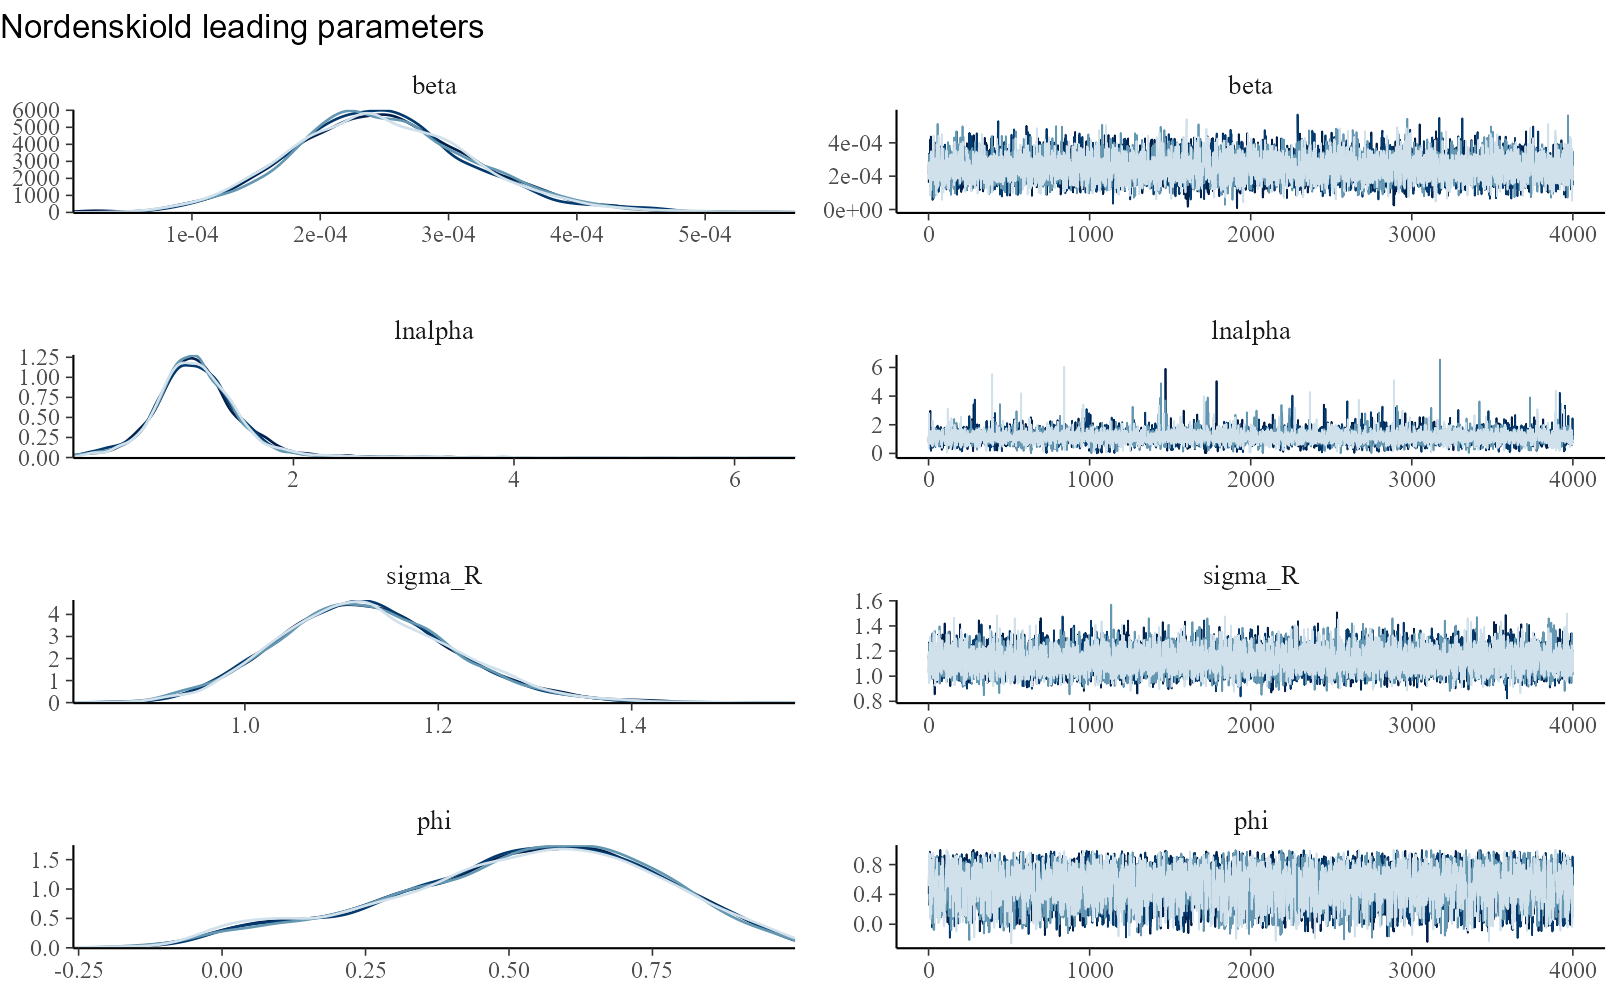 Nordenskiold leading parameters
beta
6000
5000
4000
3000
2000
1000
0
1e-04 2e-04 3e-04 4e-04 5e-04
beta
4e-04
2e-04
0e+00
0 1000 2000 3000 4000
lnalpha
1.25
1.00
0.75
0.50
0.25
0.00
2 4 6
lnalpha
6
4
2
0
0 1000 2000 3000 4000
sigma_R
4
3
2
1
0
1.0 1.2 1.4
sigma_R
1.6
1.4
1.2
1.0
0.8
0 1000 2000 3000 4000
phi
1.5
1.0
0.5
0.0
-0.25 0.00 0.25 0.50 0.75
phi
0.8
0.4
0.0
0 1000 2000 3000 4000